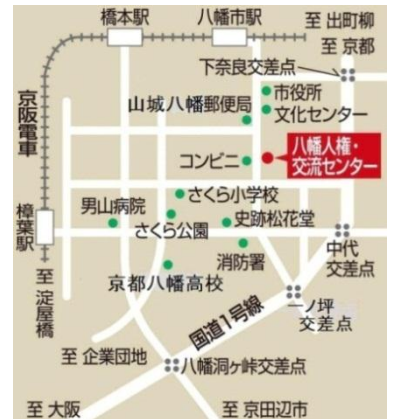 橋本駅
八幡市駅
至 出町柳
至 京都
下奈良交差点
市役所
文化センター
山城八幡郵便局
京阪電車
コンビニ
八幡人権・
交流センター
さくら小学校
男山病院
さくら公園
史跡松花堂
樟葉駅
消防署
中代
交差点
至
淀屋橋
京都八幡高校
一ノ坪
交差点
国道1号線
至 企業団地
八幡洞ヶ峠交差点
至 大阪
至 京田辺市